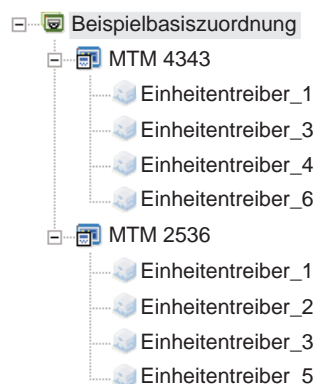 Beispielbasiszuordnung
MTM 4343
Einheitentreiber_1
Einheitentreiber_3
Einheitentreiber_4
Einheitentreiber_6
MTM 2536
Einheitentreiber_1
Einheitentreiber_2
Einheitentreiber_3
Einheitentreiber_5